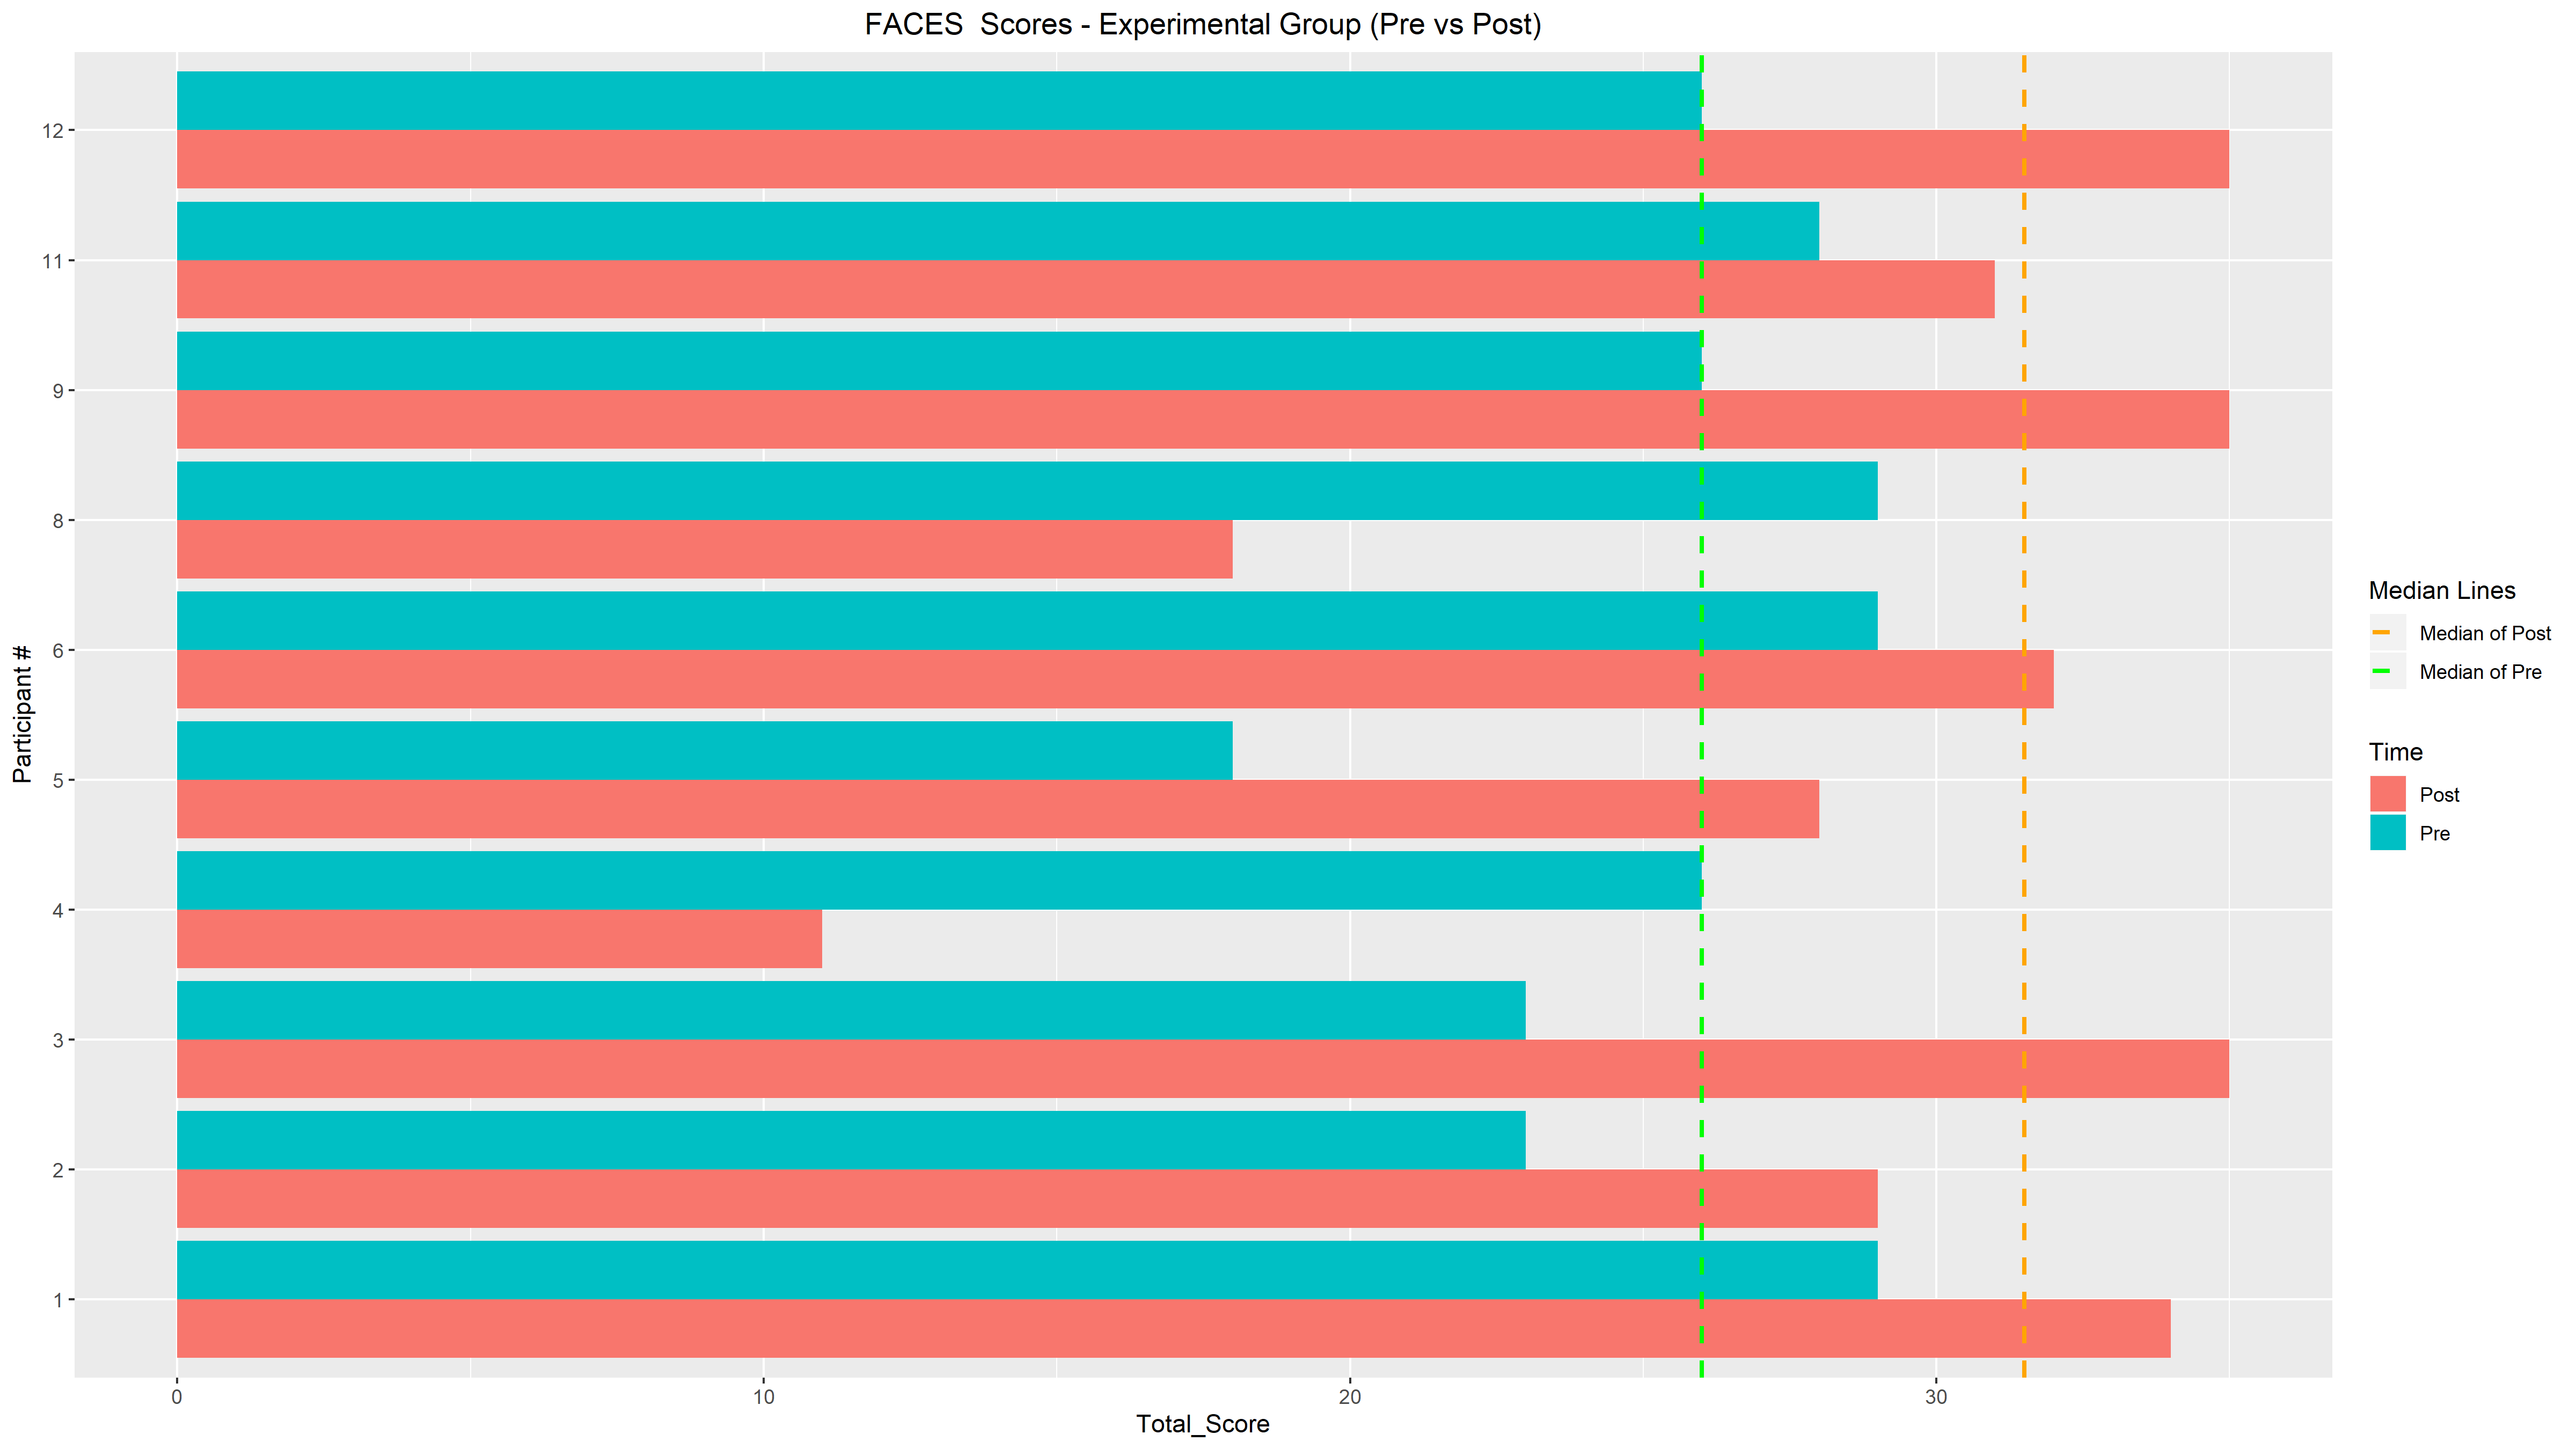 FACES  Scores - Experimental Group (Pre vs Post)
Participant #
12
11
9
8
6
5
4
3
2
1
0
10
20
30
Total_Score
Median Lines
Median of Post
Median of Pre
Time
Post
Pre